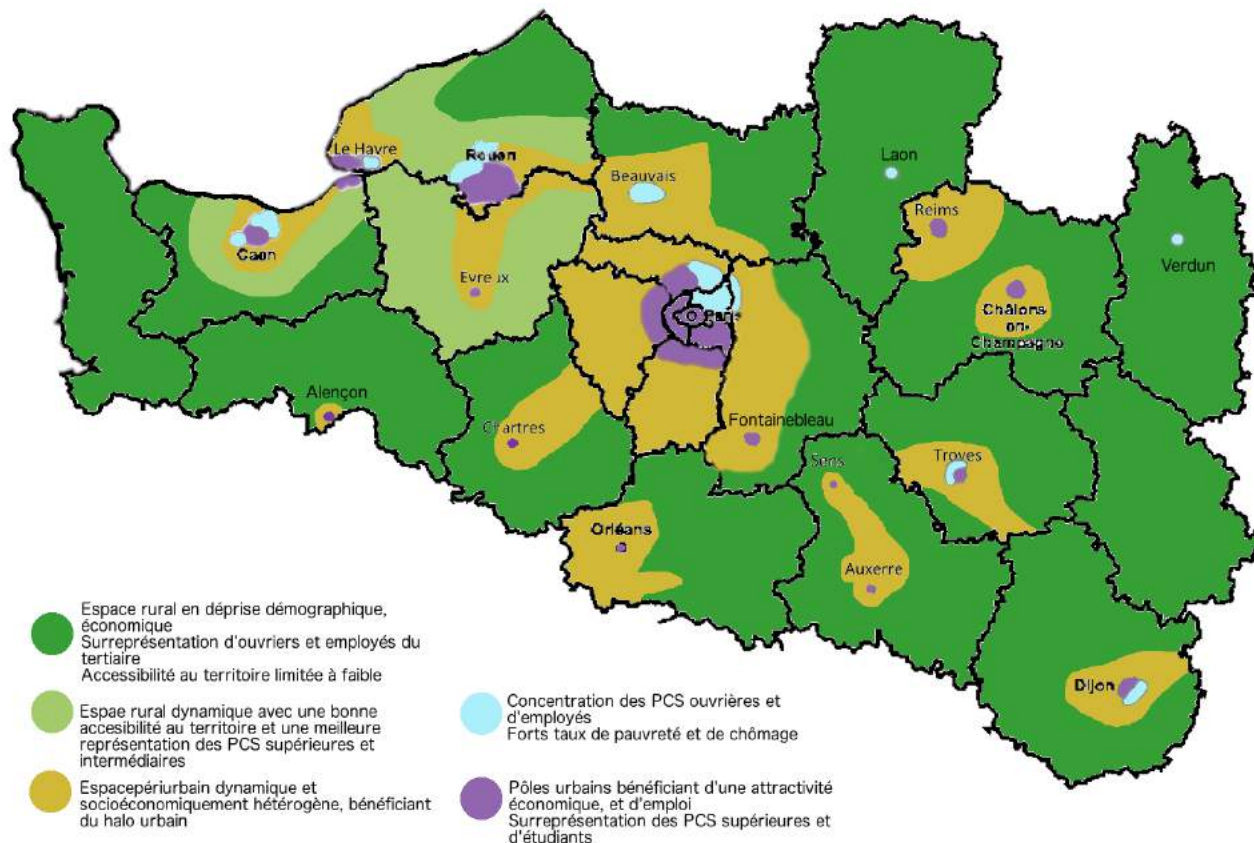 Le Havre
Rouen
Beauvais
Laon
Reims
Verdun
Caen
Evreux
Paris
Châlons
en-
Champagne
Alençon
Chartres
Fontainebleau
Sens
Troyes
Orléans
Auxerre
Dijon
Espace rural en déprise démographique,
économique
Surreprésentation d'ouvriers et employés du
tertiaire
Accessibilité au territoire limitée à faible
Espae rural dynamique avec une bonne
accesibilité au territoire et une meilleure
représentation des PCS supérieures et
intermédiaires
Espacepériurbain dynamique et
socioéconomiquement hétérogène, bénéficiant
du halo urbain
Concentration des PCS ouvrières et
d'employés
Forts taux de pauvreté et de chômage
Pôles urbains bénéficiant d'une attractivité
économique, et d'emploi
Surreprésentation des PCS supérieures et
d'étudiants